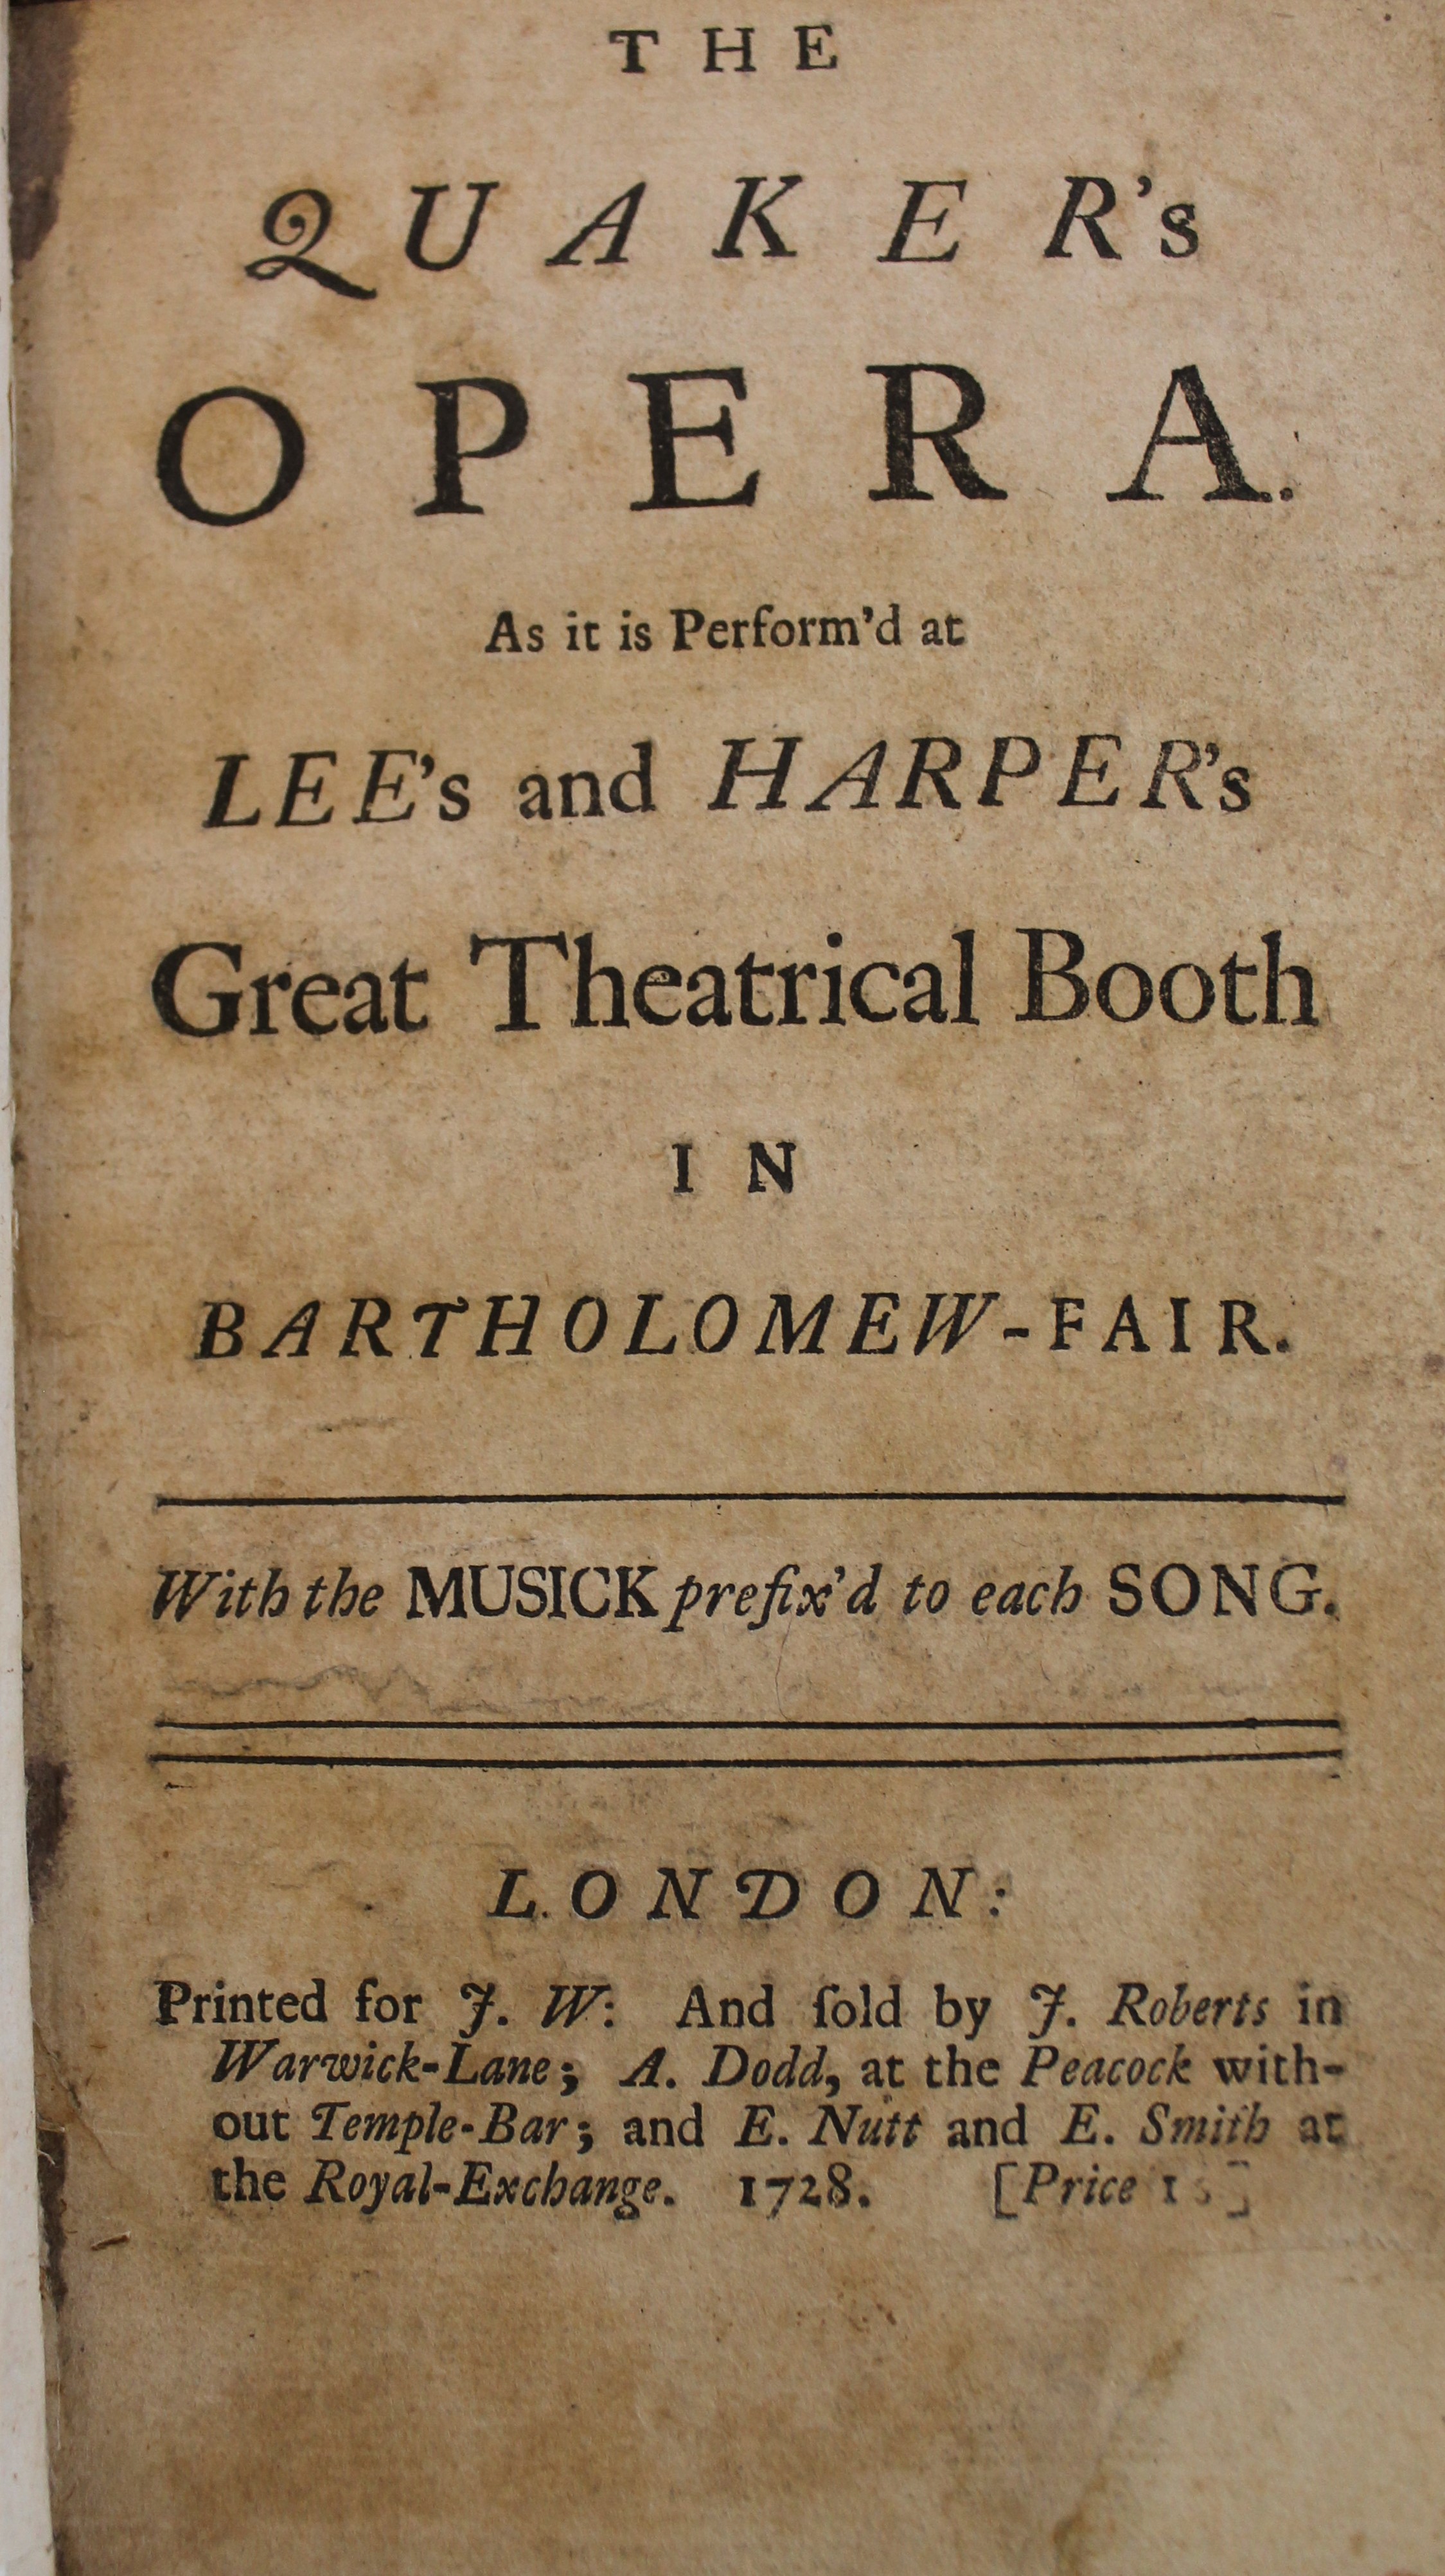 THE
QUAKER's
OPERA.
As it is Perform'd at
LEE's and HARPER's
Great Theatrical Booth
IN
BARTHOLOMEW-FAIR.
With the MUSICK prefix'd to each SONG.
LONDON:
Printed for J. W: And ſold by J. Roberts in
Warwick-Lane; A. Dodd, at the Peacock with-
out Temple-Bar; and E. Nutt and E. Smith at
the Royal-Exchange. 1728. [Price 1 s]